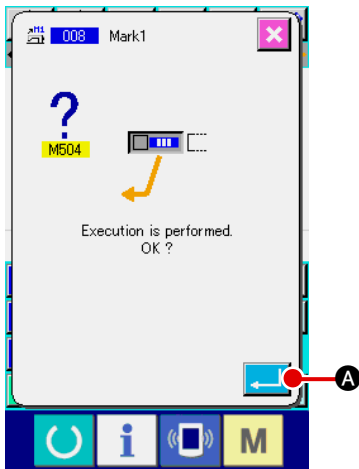 008 Mark1
M504
Execution is performed.
OK ?
A
i M